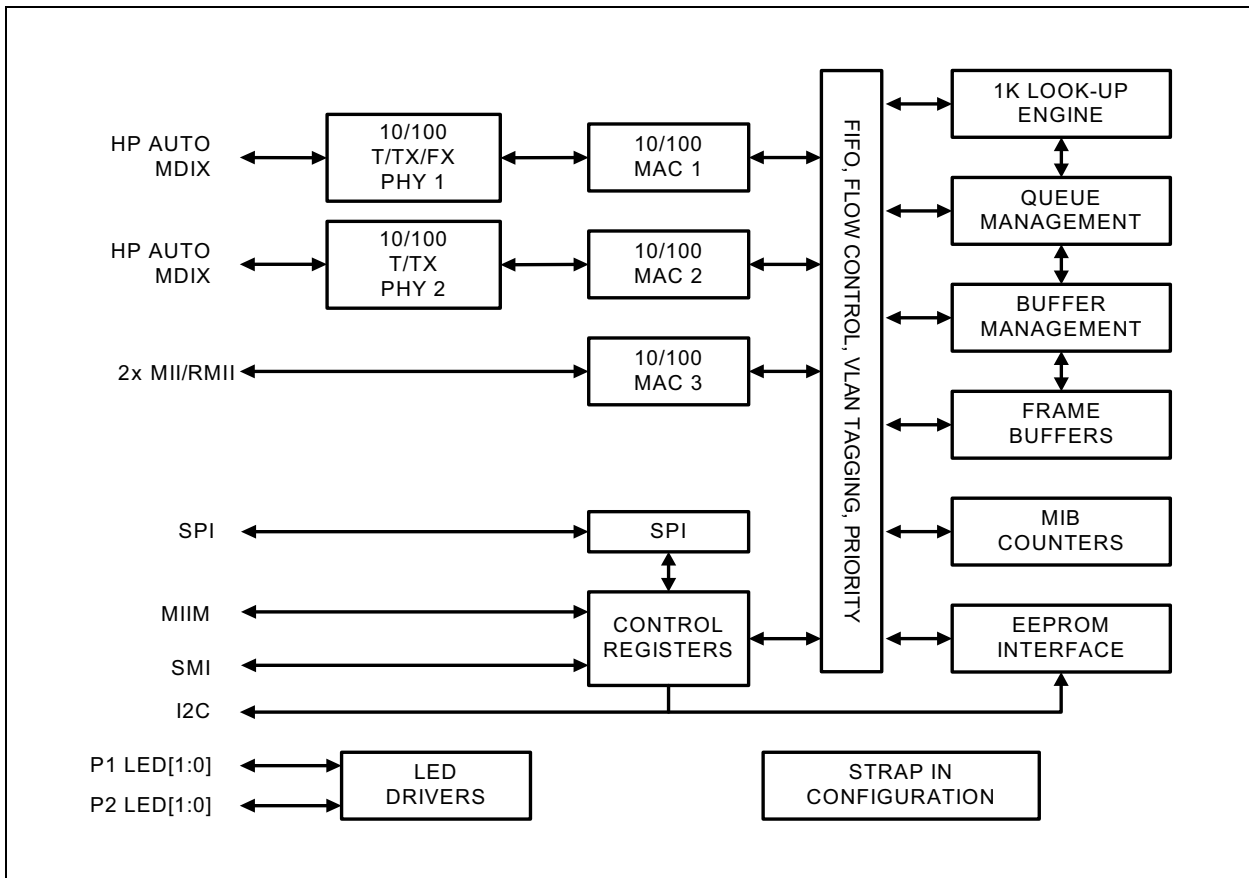 HP AUTO
MDIX
10/100
T/TX/FX
PHY 1
10/100
MAC 1
HP AUTO
MDIX
10/100
T/TX
PHY 2
10/100
MAC 2
2x MII/RMII
10/100
MAC 3
SPI
SPI
MIIM
SMI
CONTROL
REGISTERS
I2C
P1 LED[1:0]
P2 LED[1:0]
LED
DRIVERS
FIFO, FLOW CONTROL, VLAN TAGGING, PRIORITY
1K LOOK-UP
ENGINE
QUEUE
MANAGEMENT
BUFFER
MANAGEMENT
FRAME
BUFFERS
MIB
COUNTERS
EEPROM
INTERFACE
STRAP IN
CONFIGURATION